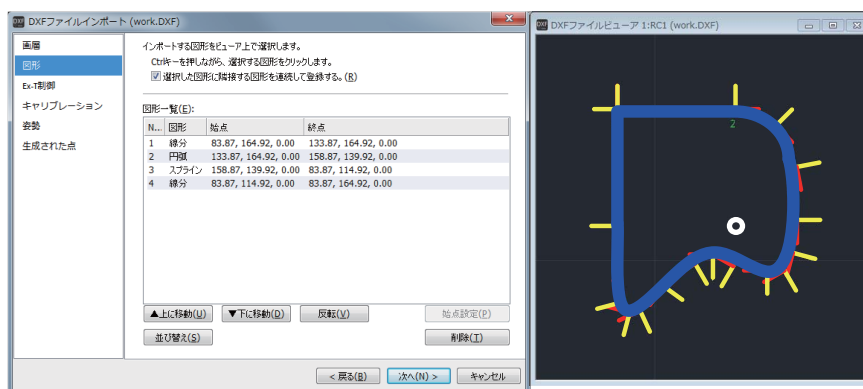 DXFファイルインポート (work.DXF)
画層
図形
Ex-T制御
キャリブレーション
姿勢
生成された点
インポートする図形をビューア上で選択します。
Ctrlキーを押しながら、選択する図形をクリックします。
選択した図形に隣接する図形を連続して登録する。(R)
図形一覧(E):
N... 図形 始点 終点
1 線分 83.87, 164.92, 0.00 133.87, 164.92, 0.00
2 円弧 133.87, 164.92, 0.00 158.87, 139.92, 0.00
3 スプライン 158.87, 139.92, 0.00 83.87, 114.92, 0.00
4 線分 83.87, 114.92, 0.00 83.87, 164.92, 0.00
▲上に移動(U) ▼下に移動(D) 反転(V) 始点設定(P)
並び替え(S) 削除(T)
< 戻る(B) 次へ(N) > キャンセル
DXFファイルビューア 1:RC1 (work.DXF)
2